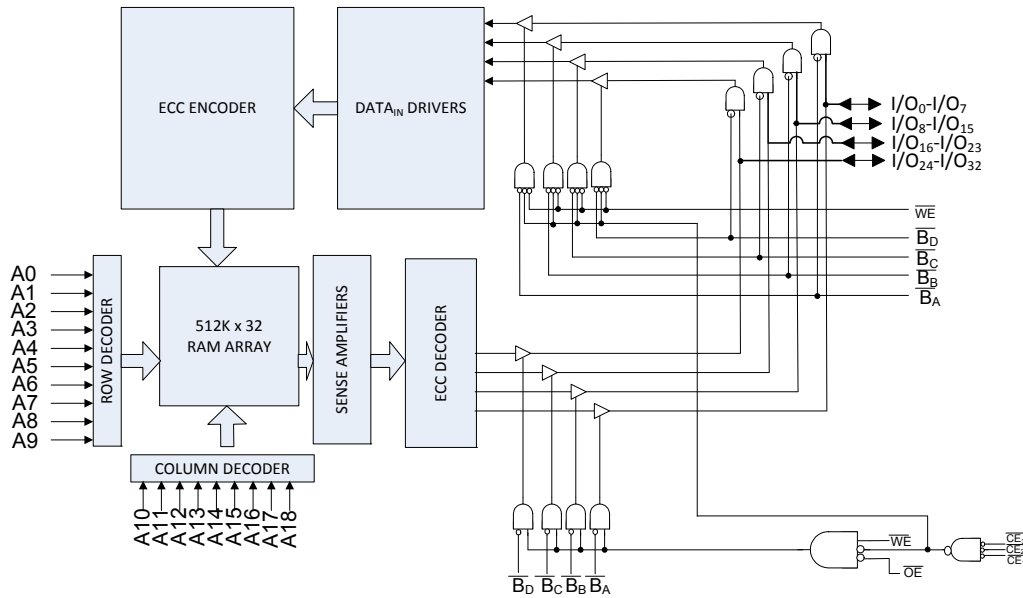 ECC ENCODER
DATAIN DRIVERS
I/O0-I/O7
I/O8-I/O15
I/O16-I/O23
I/O24-I/O32
WE
BD
BC
BB
BA
A0
A1
A2
A3
A4
A5
A6
A7
A8
A9
ROW DECODER
512K x 32
RAM ARRAY
SENSE AMPLIFIERS
ECC DECODER
COLUMN DECODER
A10
A11
A12
A13
A14
A15
A16
A17
A18
BD
BC
BB
BA
WE
OE